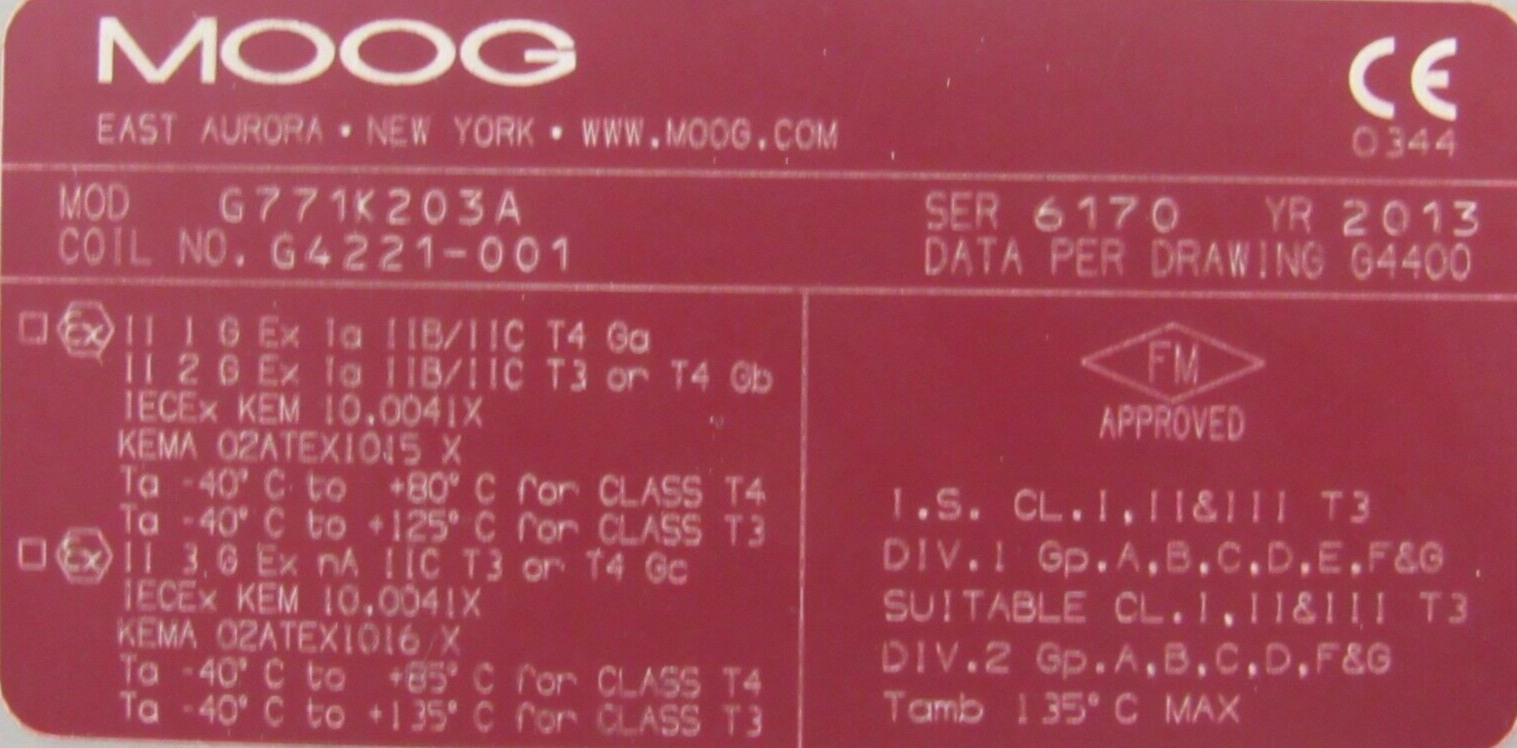 MOOG
CE
EAST AURORA • NEW YORK • WWW.MOOG.COM
0344
MOD G771K203A
SER 6170 YR 2013
COIL NO. G4221-001
DATA PER DRAWING G4400
Ex II 1 G Ex Ia IIB/IIC T4 Ga
II 2 G Ex Ia IIB/IIC T3 or T4 Gb
IECEx KEM 10.0041X
KEMA 02ATEX1015 X
Ta -40° C to +80° C for CLASS T4
Ta -40° C to +125° C for CLASS T3
Ex II 3 G Ex nA IIC T3 or T4 Gc
IECEx KEM 10.0041X
KEMA 02ATEX1016 X
Ta -40° C to +85° C for CLASS T4
Ta -40° C to +135° C for CLASS T3
FM
APPROVED
I.S. CL.I,II&III T3
DIV.1 Gp.A,B,C,D,E,F&G
SUITABLE CL.I,II&III T3
DIV.2 Gp.A,B,C,D,F&G
Tamb 135° C MAX